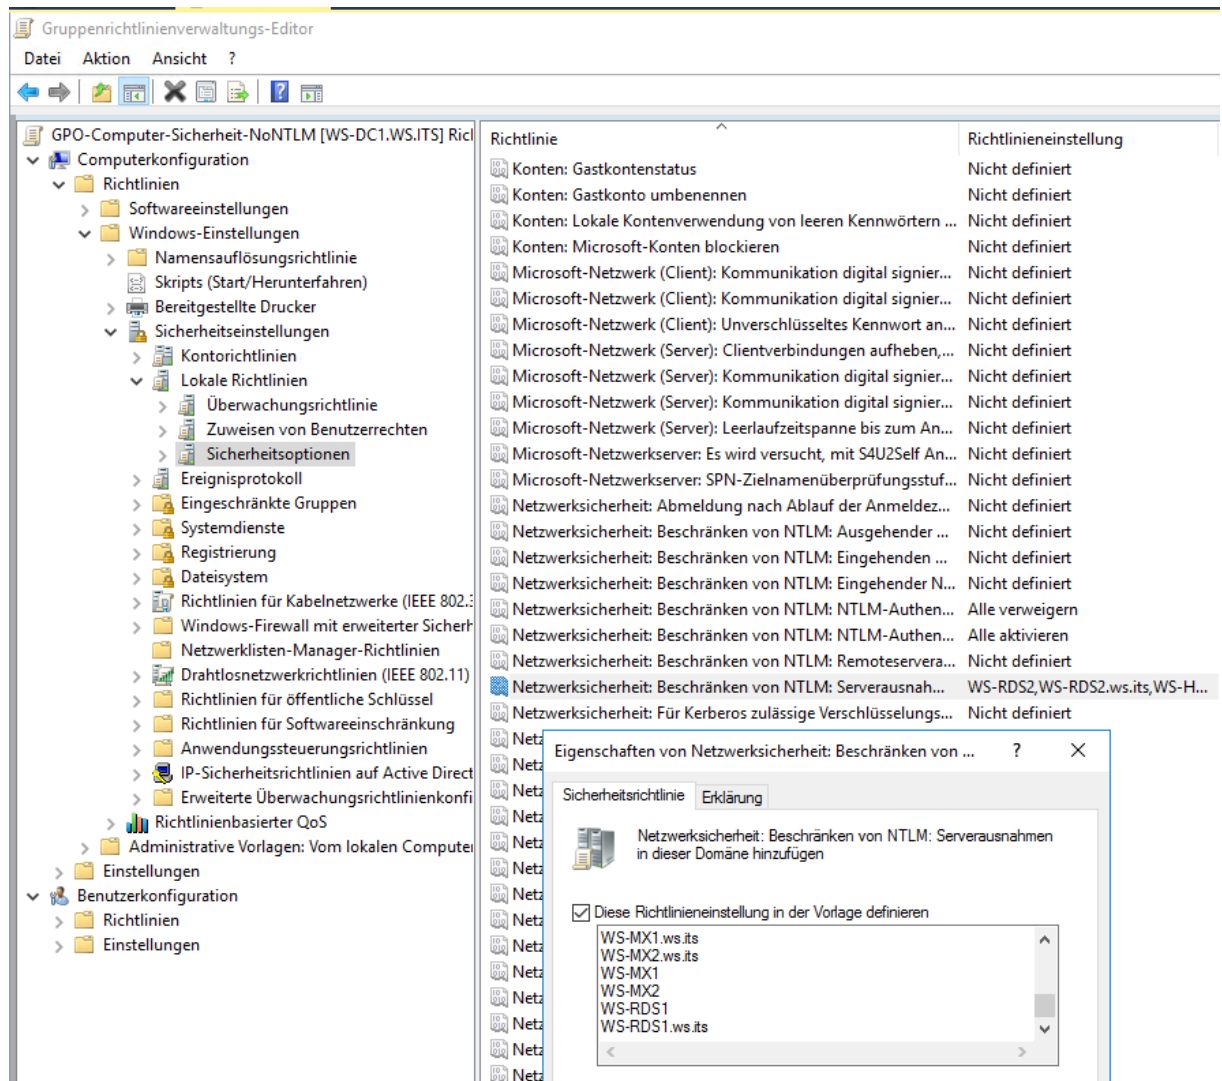 Gruppenrichtlinienverwaltungs-Editor
Datei Aktion Ansicht ?
GPO-Computer-Sicherheit-NoNTLM [WS-DC1.WS.ITS] Ricl
Computerkonfiguration
Richtlinien
Softwareeinstellungen
Windows-Einstellungen
Namensauflösungsrichtlinie
Skripts (Start/Herunterfahren)
Bereitgestellte Drucker
Sicherheitseinstellungen
Kontorichtlinien
Lokale Richtlinien
Überwachungsrichtlinie
Zuweisen von Benutzerrechten
Sicherheitsoptionen
Ereignisprotokoll
Eingeschränkte Gruppen
Systemdienste
Registrierung
Dateisystem
Richtlinien für Kabelnetzwerke (IEEE 802.3
Windows-Firewall mit erweiterter Sicherh
Netzwerklisten-Manager-Richtlinien
Drahtlosnetzwerkrichtlinien (IEEE 802.11)
Richtlinien für öffentliche Schlüssel
Richtlinien für Softwareeinschränkung
Anwendungssteuerungsrichtlinien
IP-Sicherheitsrichtlinien auf Active Direct
Erweiterte Überwachungsrichtlinienkonfi
Richtlinienbasierter QoS
Administrative Vorlagen: Vom lokalen Computer
Einstellungen
Benutzerkonfiguration
Richtlinien
Einstellungen
Richtlinie Richtlinieneinstellung
Konten: Gastkontenstatus Nicht definiert
Konten: Gastkonto umbenennen Nicht definiert
Konten: Lokale Kontenverwendung von leeren Kennwörtern ... Nicht definiert
Konten: Microsoft-Konten blockieren Nicht definiert
Microsoft-Netzwerk (Client): Kommunikation digital signier... Nicht definiert
Microsoft-Netzwerk (Client): Kommunikation digital signier... Nicht definiert
Microsoft-Netzwerk (Client): Unverschlüsseltes Kennwort an... Nicht definiert
Microsoft-Netzwerk (Server): Clientverbindungen aufheben,... Nicht definiert
Microsoft-Netzwerk (Server): Kommunikation digital signier... Nicht definiert
Microsoft-Netzwerk (Server): Kommunikation digital signier... Nicht definiert
Microsoft-Netzwerk (Server): Leerlaufzeitspanne bis zum An... Nicht definiert
Microsoft-Netzwerkserver: Es wird versucht, mit S4U2Self An... Nicht definiert
Microsoft-Netzwerkserver: SPN-Zielnamenüberprüfungsstuf... Nicht definiert
Netzwerksicherheit: Abmeldung nach Ablauf der Anmeldez... Nicht definiert
Netzwerksicherheit: Beschränken von NTLM: Ausgehender ... Nicht definiert
Netzwerksicherheit: Beschränken von NTLM: Eingehenden ... Nicht definiert
Netzwerksicherheit: Beschränken von NTLM: Eingehender N... Nicht definiert
Netzwerksicherheit: Beschränken von NTLM: NTLM-Authen... Alle verweigern
Netzwerksicherheit: Beschränken von NTLM: NTLM-Authen... Alle aktivieren
Netzwerksicherheit: Beschränken von NTLM: Remoteservera... Nicht definiert
Netzwerksicherheit: Beschränken von NTLM: Serverausnah... WS-RDS2,WS-RDS2.ws.its,WS-H...
Netzwerksicherheit: Für Kerberos zulässige Verschlüsselungs... Nicht definiert
Netz
Netz
Netz
Netz
Netz
Netz
Netz
Netz
Netz
Netz
Netz
Netz
Netz
Netz
Eigenschaften von Netzwerksicherheit: Beschränken von ... ?
Sicherheitsrichtlinie Erklärung
Netzwerksicherheit: Beschränken von NTLM: Serverausnahmen
in dieser Domäne hinzufügen
Diese Richtlinieneinstellung in der Vorlage definieren
WS-MX1.ws.its
WS-MX2.ws.its
WS-MX1
WS-MX2
WS-RDS1
WS-RDS1.ws.its